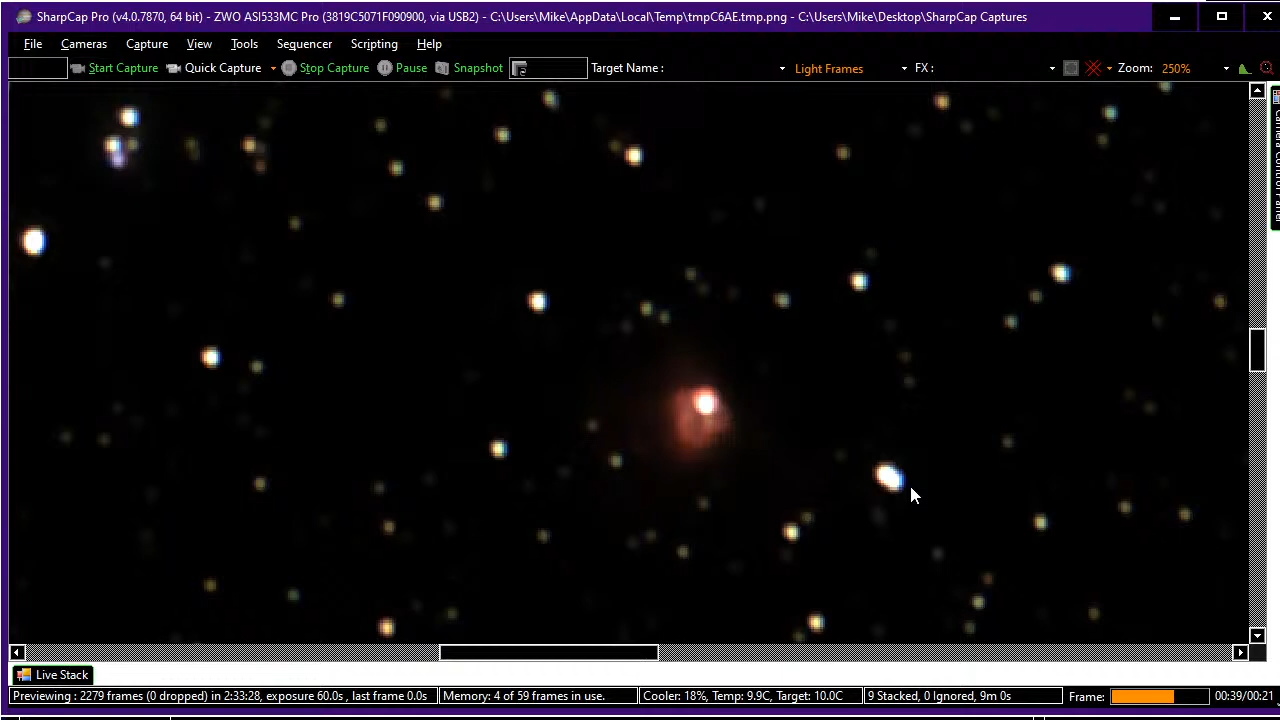 SharpCap Pro (v4.0.7870, 64 bit) - ZWO ASI533MC Pro (3819C5071F090900, via USB2) - C:\Users\Mike\AppData\Local\Temp\tmpC6AE.tmp.png - C:\Users\Mike\Desktop\SharpCap Captures
File Cameras Capture View Tools Sequencer Scripting Help
Start Capture Quick Capture Stop Capture Pause Snapshot Target Name : Light Frames FX : Zoom: 250%
Live Stack
Previewing : 2279 frames (0 dropped) in 2:33:28, exposure 60.0s , last frame 0.0s Memory: 4 of 59 frames in use. Cooler: 18%, Temp: 9.9C, Target: 10.0C 9 Stacked, 0 Ignored, 9m 0s Frame: 00:39/00:21